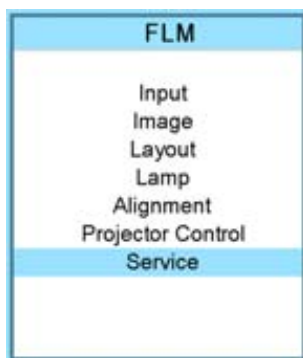 FLM
Input
Image
Layout
Lamp
Alignment
Projector Control
Service